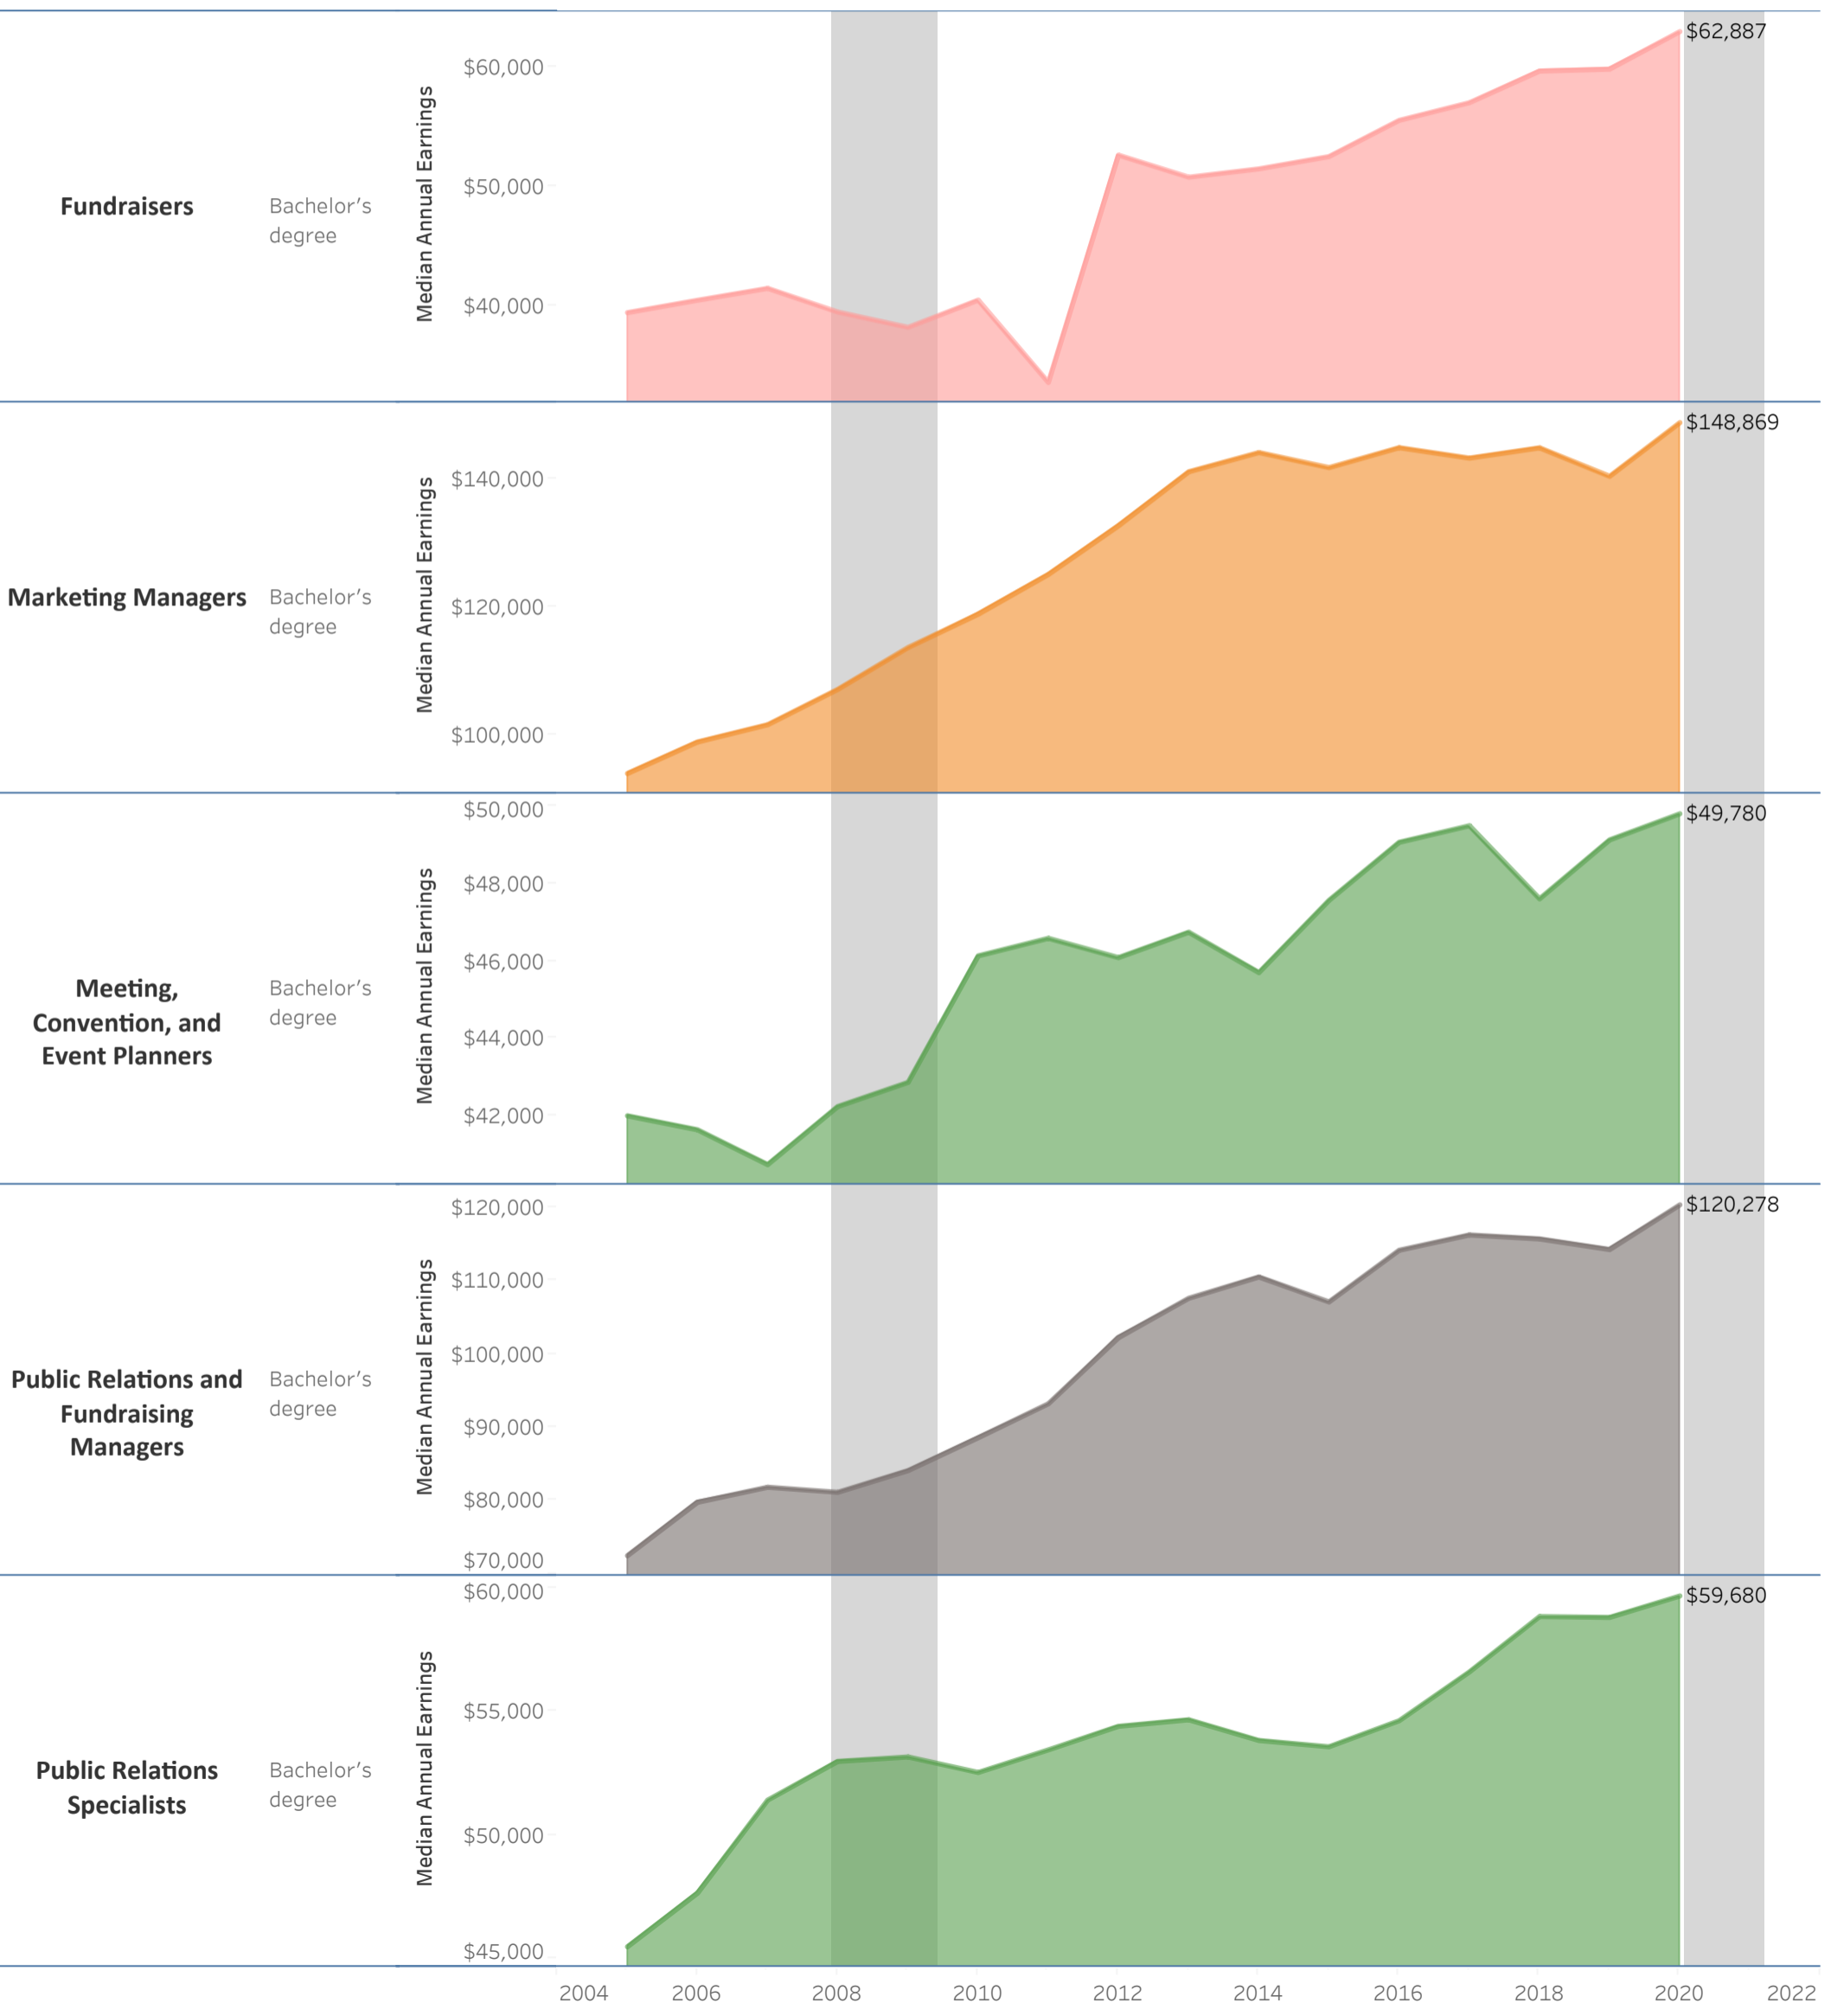 Fundraisers
Bachelor's
degree
Median Annual Earnings
$60,000
$50,000
$40,000
$62,887
Marketing Managers
Bachelor's
degree
Median Annual Earnings
$140,000
$120,000
$100,000
$148,869
Meeting,
Convention, and
Event Planners
Bachelor's
degree
Median Annual Earnings
$50,000
$48,000
$46,000
$44,000
$42,000
$49,780
Public Relations and
Fundraising
Managers
Bachelor's
degree
Median Annual Earnings
$120,000
$110,000
$100,000
$90,000
$80,000
$70,000
$120,278
Public Relations
Specialists
Bachelor's
degree
Median Annual Earnings
$60,000
$55,000
$50,000
$45,000
$59,680
2004 2006 2008 2010 2012 2014 2016 2018 2020 2022